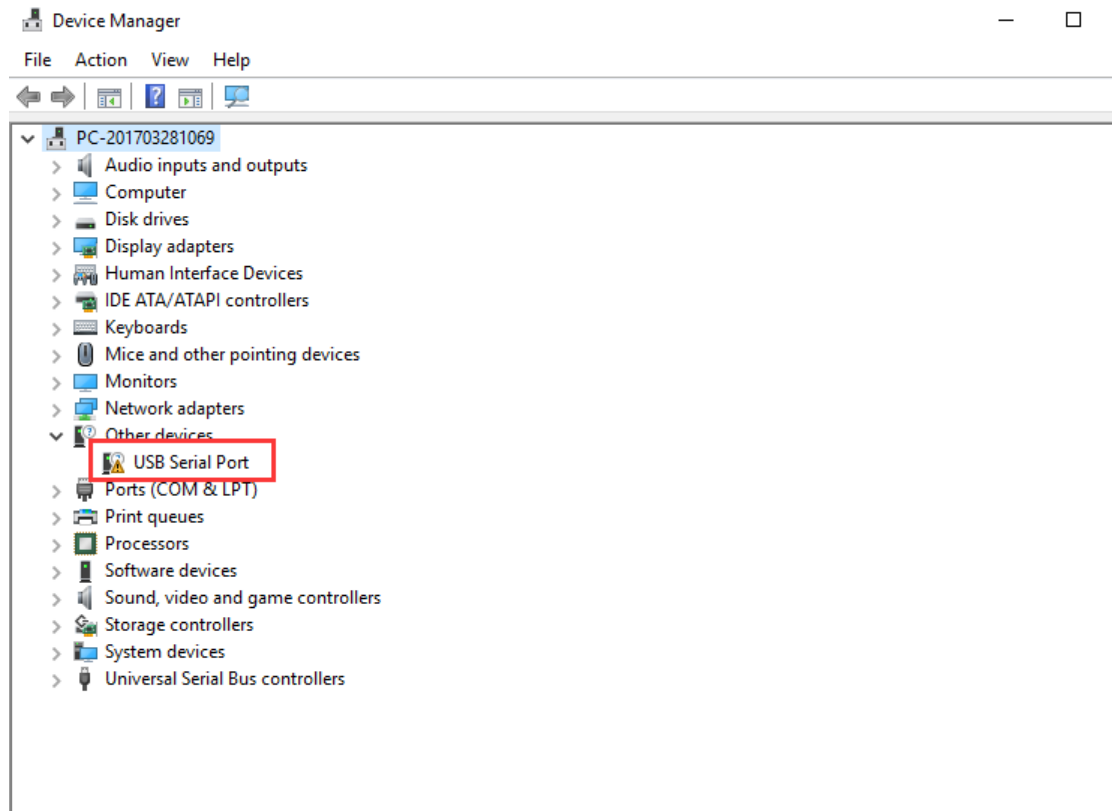 Device Manager
File Action View Help
PC-201703281069
Audio inputs and outputs
Computer
Disk drives
Display adapters
Human Interface Devices
IDE ATA/ATAPI controllers
Keyboards
Mice and other pointing devices
Monitors
Network adapters
Other devices
USB Serial Port
Ports (COM & LPT)
Print queues
Processors
Software devices
Sound, video and game controllers
Storage controllers
System devices
Universal Serial Bus controllers